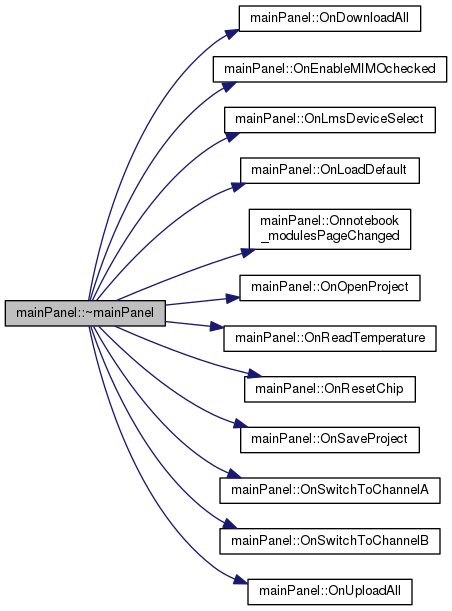 mainPanel::OnDownloadAll
mainPanel::OnEnableMIMOchecked
mainPanel::OnLmsDeviceSelect
mainPanel::OnLoadDefault
mainPanel::Onnotebook
_modulesPageChanged
mainPanel::OnOpenProject
mainPanel::~mainPanel
mainPanel::OnReadTemperature
mainPanel::OnResetChip
mainPanel::OnSaveProject
mainPanel::OnSwitchToChannelA
mainPanel::OnSwitchToChannelB
mainPanel::OnUploadAll